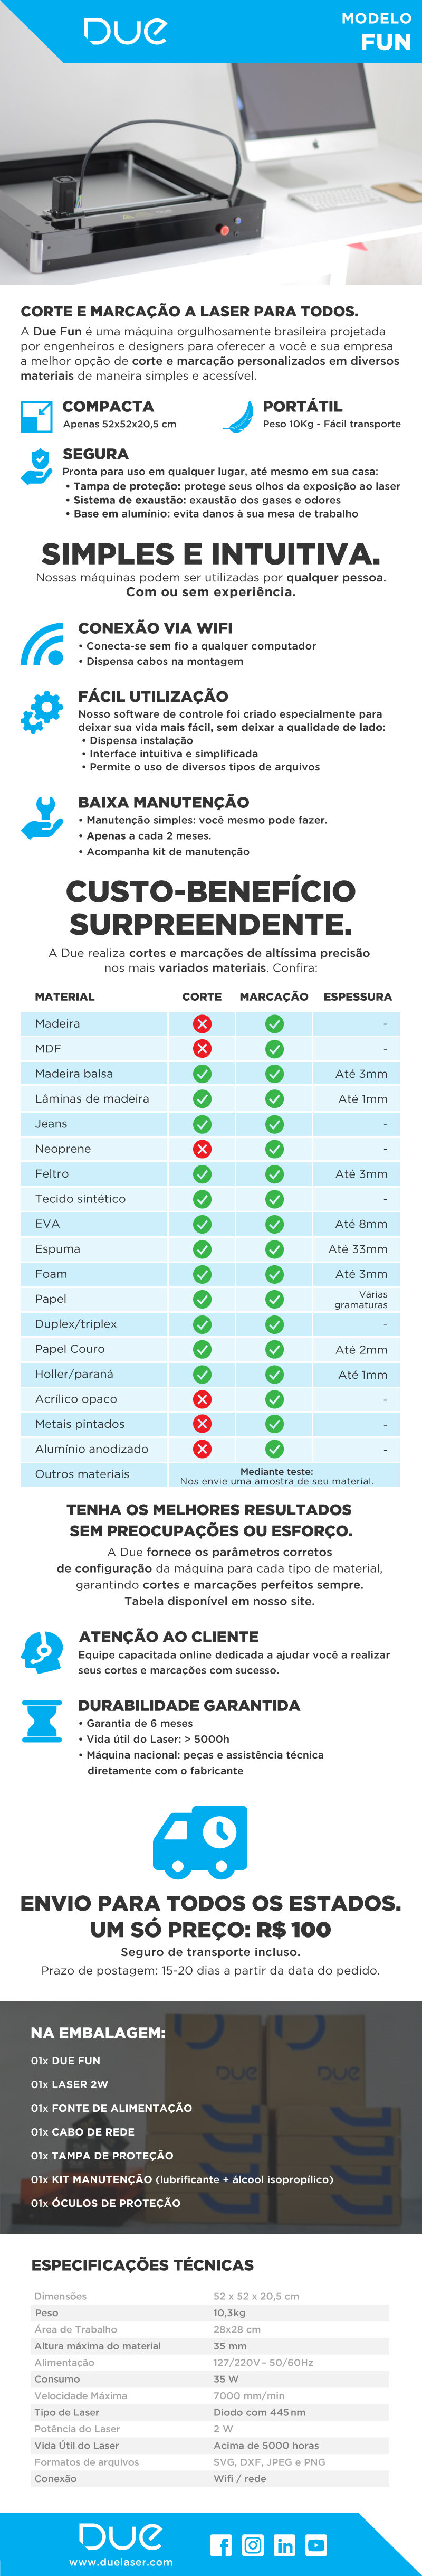 Due
MODELO
FUN
CORTE E MARCAÇÃO A LASER PARA TODOS.
A Due Fun é uma máquina orgulhosamente brasileira projetada
por engenheiros e designers para oferecer a você e sua empresa
a melhor opção de corte e marcação personalizados em diversos
materiais de maneira simples e acessível.
COMPACTA
Apenas 52x52x20,5 cm
PORTÁTIL
Peso 10Kg - Fácil transporte
SEGURA
Pronta para uso em qualquer lugar, até mesmo em sua casa:
• Tampa de proteção: protege seus olhos da exposição ao laser
• Sistema de exaustão: exaustão dos gases e odores
• Base em alumínio: evita danos à sua mesa de trabalho
SIMPLES E INTUITIVA.
Nossas máquinas podem ser utilizadas por qualquer pessoa.
Com ou sem experiência.
CONEXÃO VIA WIFI
• Conecta-se sem fio a qualquer computador
• Dispensa cabos na montagem
FÁCIL UTILIZAÇÃO
Nosso software de controle foi criado especialmente para
deixar sua vida mais fácil, sem deixar a qualidade de lado:
• Dispensa instalação
• Interface intuitiva e simplificada
• Permite o uso de diversos tipos de arquivos
BAIXA MANUTENÇÃO
• Manutenção simples: você mesmo pode fazer.
• Apenas a cada 2 meses.
• Acompanha kit de manutenção
CUSTO-BENEFÍCIO
SURPREENDENTE.
A Due realiza cortes e marcações de altíssima precisão
nos mais variados materiais. Confira:
MATERIAL CORTE MARCAÇÃO ESPESSURA
Madeira -
MDF -
Madeira balsa Até 3mm
Lâminas de madeira Até 1mm
Jeans -
Neoprene -
Feltro Até 3mm
Tecido sintético -
EVA Até 8mm
Espuma Até 33mm
Foam Até 3mm
Papel Várias
gramaturas
Duplex/triplex -
Papel Couro Até 2mm
Holler/paraná Até 1mm
Acrílico opaco -
Metais pintados -
Alumínio anodizado -
Outros materiais Mediante teste:
Nos envie uma amostra de seu material.
TENHA OS MELHORES RESULTADOS
SEM PREOCUPAÇÕES OU ESFORÇO.
A Due fornece os parâmetros corretos
de configuração da máquina para cada tipo de material,
garantindo cortes e marcações perfeitos sempre.
Tabela disponível em nosso site.
ATENÇÃO AO CLIENTE
Equipe capacitada online dedicada a ajudar você a realizar
seus cortes e marcações com sucesso.
DURABILIDADE GARANTIDA
• Garantia de 6 meses
• Vida útil do Laser: > 5000h
• Máquina nacional: peças e assistência técnica
diretamente com o fabricante
ENVIO PARA TODOS OS ESTADOS.
UM SÓ PREÇO: R$ 100
Seguro de transporte incluso.
Prazo de postagem: 15-20 dias a partir da data do pedido.
NA EMBALAGEM:
01x DUE FUN
01x LASER 2W
01x FONTE DE ALIMENTAÇÃO
01x CABO DE REDE
01x TAMPA DE PROTEÇÃO
01x KIT MANUTENÇÃO (lubrificante + álcool isopropílico)
01x ÓCULOS DE PROTEÇÃO
Due
Due
ESPECIFICAÇÕES TÉCNICAS
Dimensões 52 x 52 x 20,5 cm
Peso 10,3kg
Área de Trabalho 28x28 cm
Altura máxima do material 35 mm
Alimentação 127/220V~ 50/60Hz
Consumo 35 W
Velocidade Máxima 7000 mm/min
Tipo de Laser Diodo com 445 nm
Potência do Laser 2 W
Vida Útil do Laser Acima de 5000 horas
Formatos de arquivos SVG, DXF, JPEG e PNG
Conexão Wifi / rede
Due
www.duelaser.com